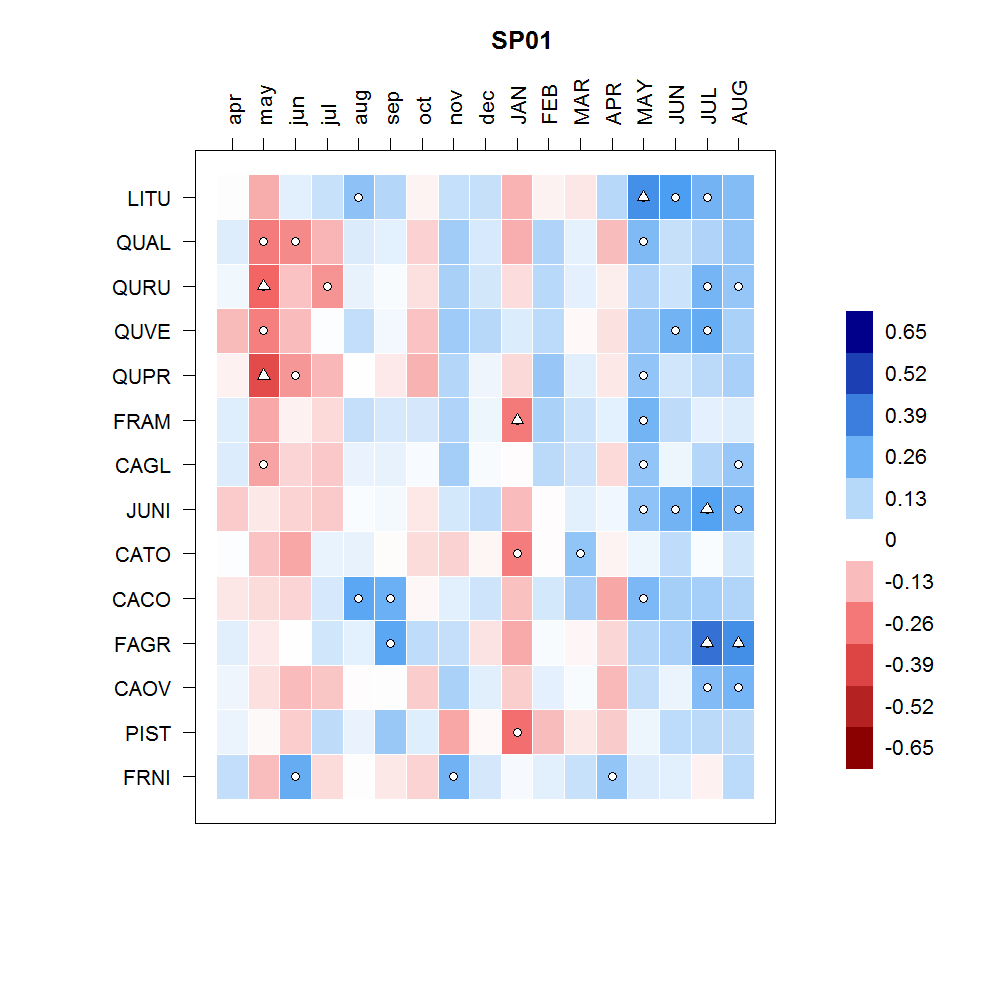 SP01
apr may jun jul aug sep oct nov dec JAN FEB MAR APR MAY JUN JUL AUG
LITU
QUAL
QURU
QUVE
QUPR
FRAM
CAGL
JUNI
CATO
CACO
FAGR
CAOV
PIST
FRNI
0.65
0.52
0.39
0.26
0.13
0
-0.13
-0.26
-0.39
-0.52
-0.65